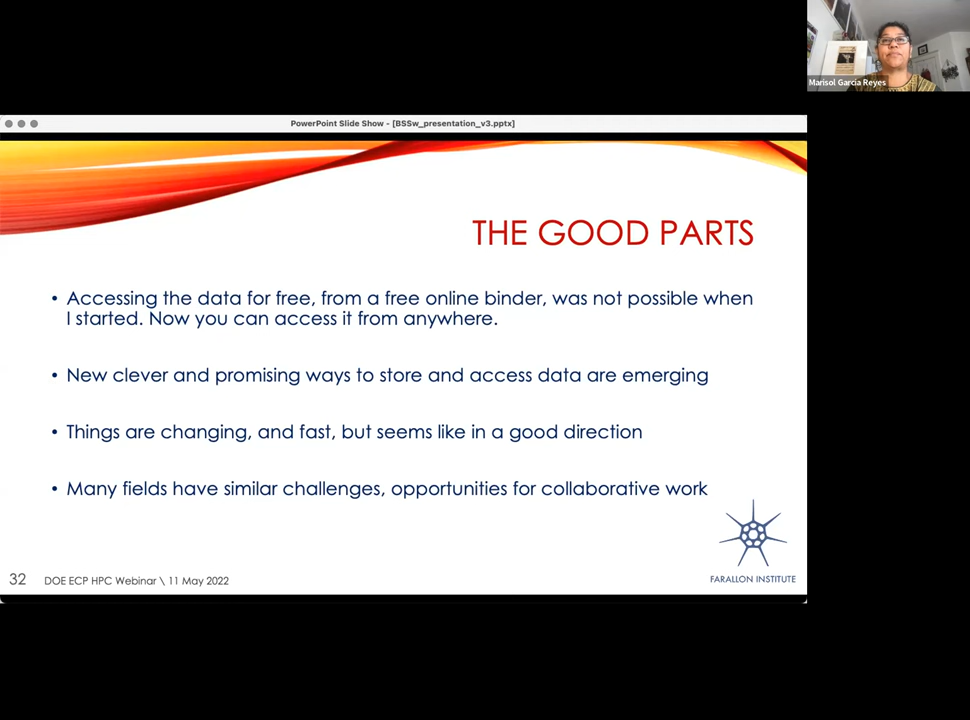 Marisol García Reyes
PowerPoint Slide Show - [BSSw_presentation_v3.pptx]
THE GOOD PARTS
• Accessing the data for free, from a free online binder, was not possible when
I started. Now you can access it from anywhere.
• New clever and promising ways to store and access data are emerging
• Things are changing, and fast, but seems like in a good direction
• Many fields have similar challenges, opportunities for collaborative work
FARALLON INSTITUTE
32 DOE ECP HPC Webinar \ 11 May 2022